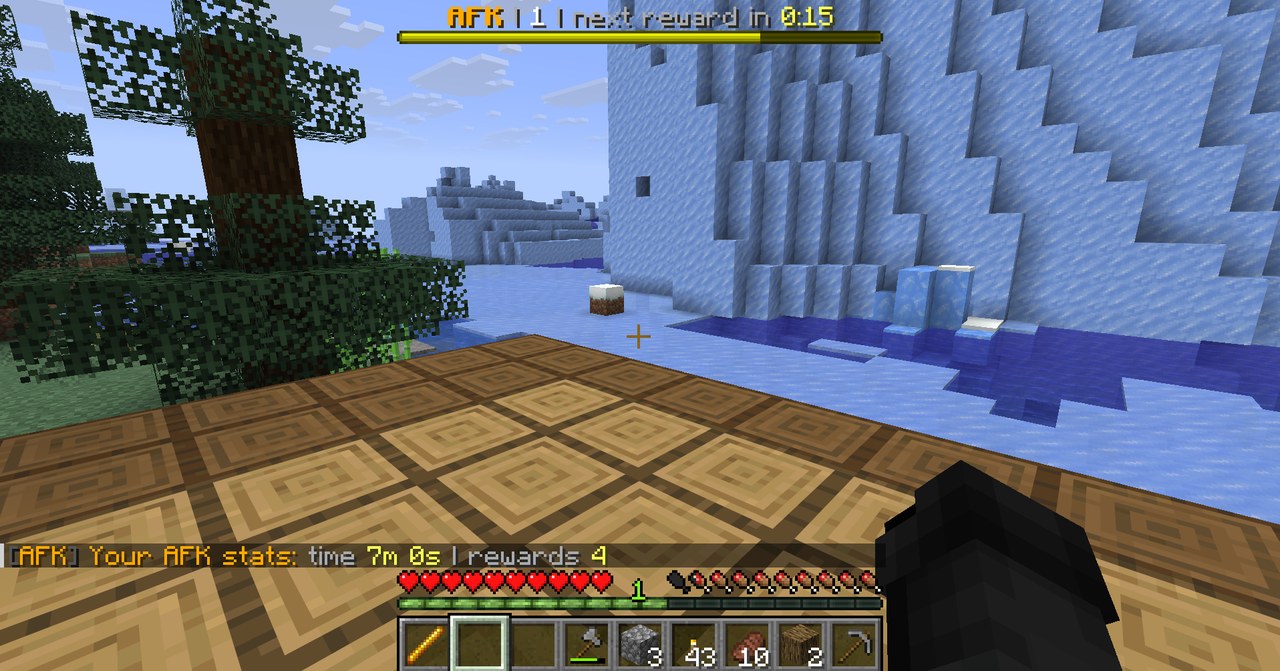 AFK | 1 | next reward in 0:15
[AFK] Your AFK stats: time 7m 0s | rewards 4
1
3 43 10 2